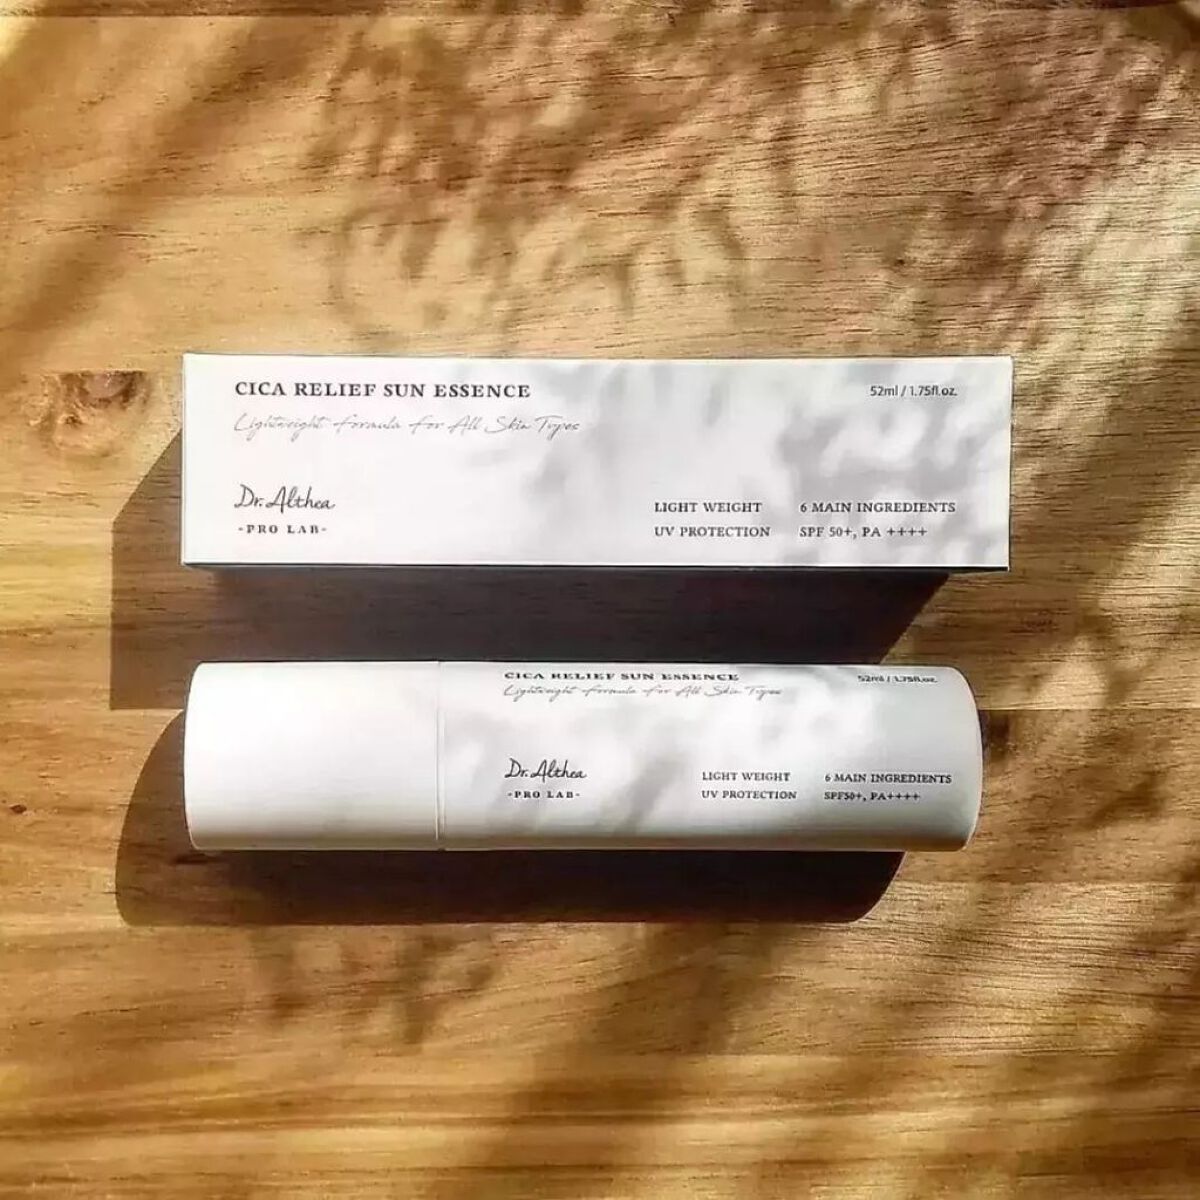 CICA RELIEF SUN ESSENCE
52ml / 1.75fl.oz.
Lightweight Formula For All Skin Types
Dr.Althea
-PRO LAB-
LIGHT WEIGHT
6 MAIN INGREDIENTS
UV PROTECTION
SPF 50+, PA ++++
CICA RELIEF SUN ESSENCE
52ml / 1.75fl.oz.
Lightweight Formula For All Skin Types
Dr.Althea
-PRO LAB-
LIGHT WEIGHT
6 MAIN INGREDIENTS
UV PROTECTION
SPF50+, PA++++